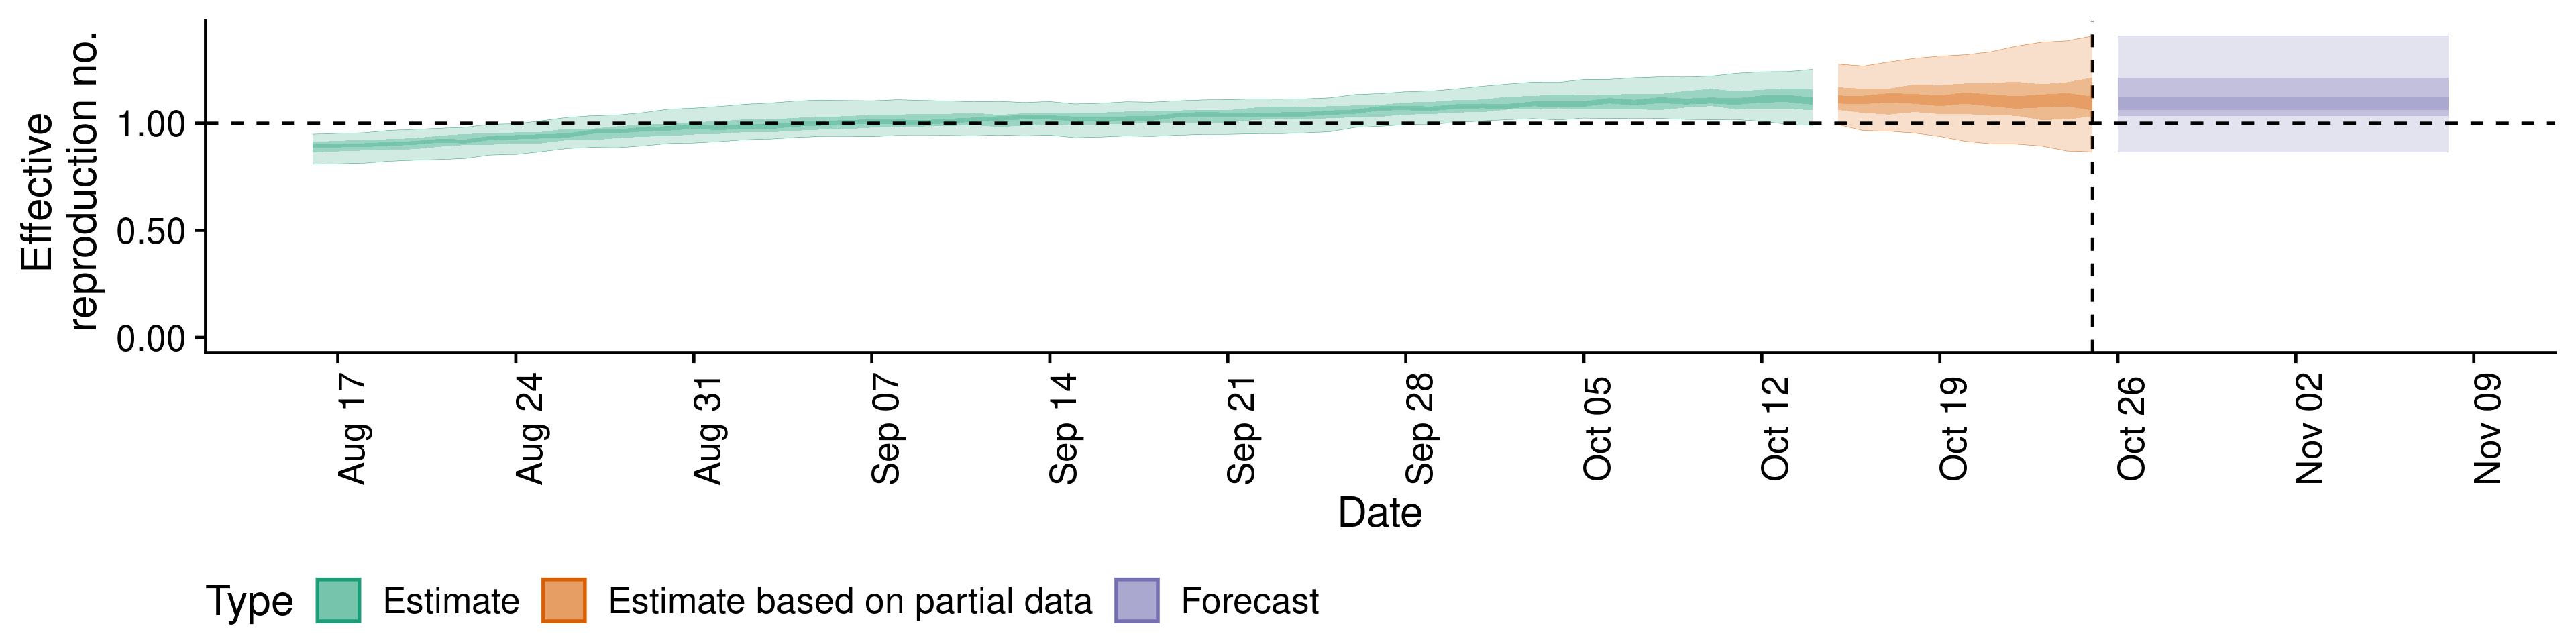 Effective
reproduction no.
1.00
0.50
0.00
Aug 17
Aug 24
Aug 31
Sep 07
Sep 14
Sep 21
Sep 28
Oct 05
Oct 12
Oct 19
Oct 26
Nov 02
Nov 09
Date
Type Estimate Estimate based on partial data Forecast